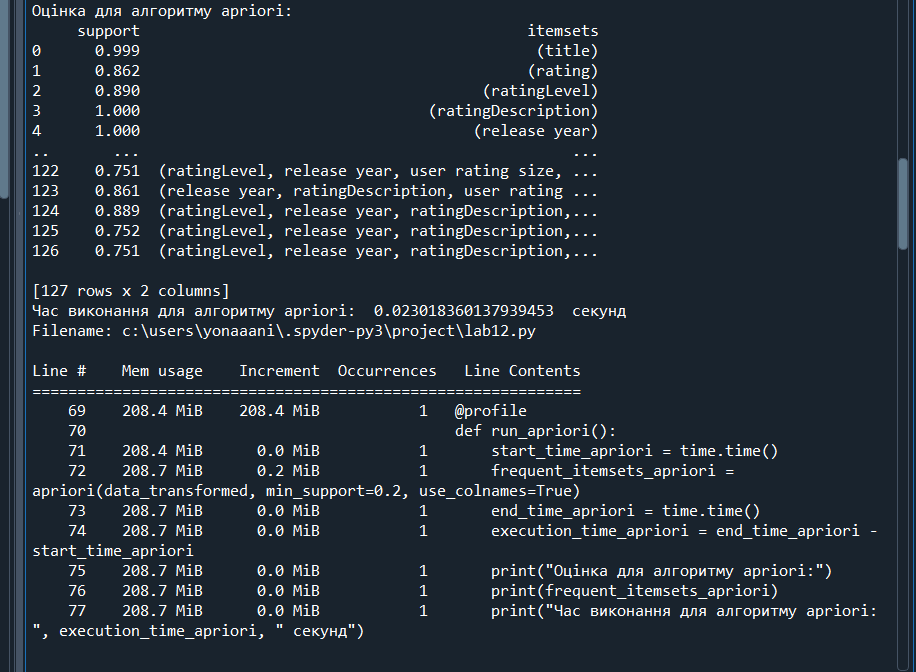 Оцінка для алгоритму apriori:
     support                                           itemsets
0      0.999                                            (title)
1      0.862                                           (rating)
2      0.890                                      (ratingLevel)
3      1.000                                (ratingDescription)
4      1.000                                     (release year)
..       ...                                                ...
122    0.751  (ratingLevel, release year, user rating size, ...
123    0.861  (release year, ratingDescription, user rating ...
124    0.889  (ratingLevel, release year, ratingDescription,...
125    0.752  (ratingLevel, release year, ratingDescription,...
126    0.751  (ratingLevel, release year, ratingDescription,...
[127 rows x 2 columns]
Час виконання для алгоритму apriori:  0.023018360137939453  секунд
Filename: c:\users\yonaaani\.spyder-py3\project\lab12.py
Line #    Mem usage    Increment  Occurrences   Line Contents
=============================================================
    69    208.4 MiB    208.4 MiB           1   @profile
    70                                         def run_apriori():
    71    208.4 MiB      0.0 MiB           1       start_time_apriori = time.time()
    72    208.7 MiB      0.2 MiB           1       frequent_itemsets_apriori =
apriori(data_transformed, min_support=0.2, use_colnames=True)
    73    208.7 MiB      0.0 MiB           1       end_time_apriori = time.time()
    74    208.7 MiB      0.0 MiB           1       execution_time_apriori = end_time_apriori -
start_time_apriori
    75    208.7 MiB      0.0 MiB           1       print("Оцінка для алгоритму apriori:")
    76    208.7 MiB      0.0 MiB           1       print(frequent_itemsets_apriori)
    77    208.7 MiB      0.0 MiB           1       print("Час виконання для алгоритму apriori:
", execution_time_apriori, " секунд")